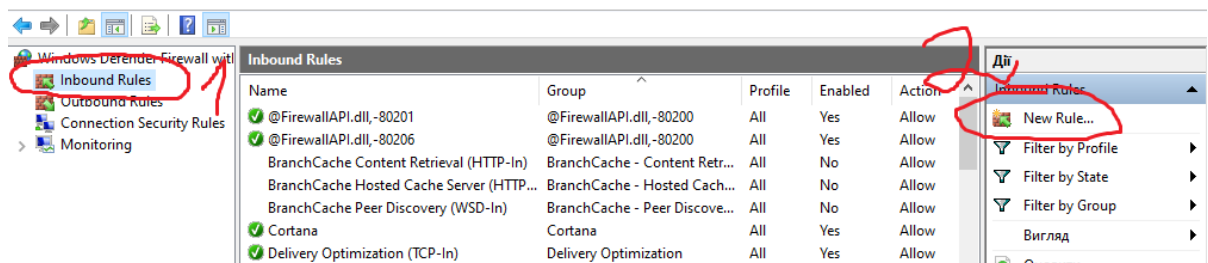 Windows Defender Firewall witl
Inbound Rules
Outbound Rules
Connection Security Rules
Monitoring
1
Inbound Rules
2
Name Group Profile Enabled Action
@FirewallAPI.dll,-80201 @FirewallAPI.dll,-80200 All Yes Allow
@FirewallAPI.dll,-80206 @FirewallAPI.dll,-80200 All Yes Allow
BranchCache Content Retrieval (HTTP-In) BranchCache - Content Retr... All No Allow
BranchCache Hosted Cache Server (HTTP... BranchCache - Hosted Cach... All No Allow
BranchCache Peer Discovery (WSD-In) BranchCache - Peer Discove... All No Allow
Cortana Cortana All Yes Allow
Delivery Optimization (TCP-In) Delivery Optimization All Yes Allow
Дії
Inbound Rules
New Rule...
Filter by Profile
Filter by State
Filter by Group
Вигляд